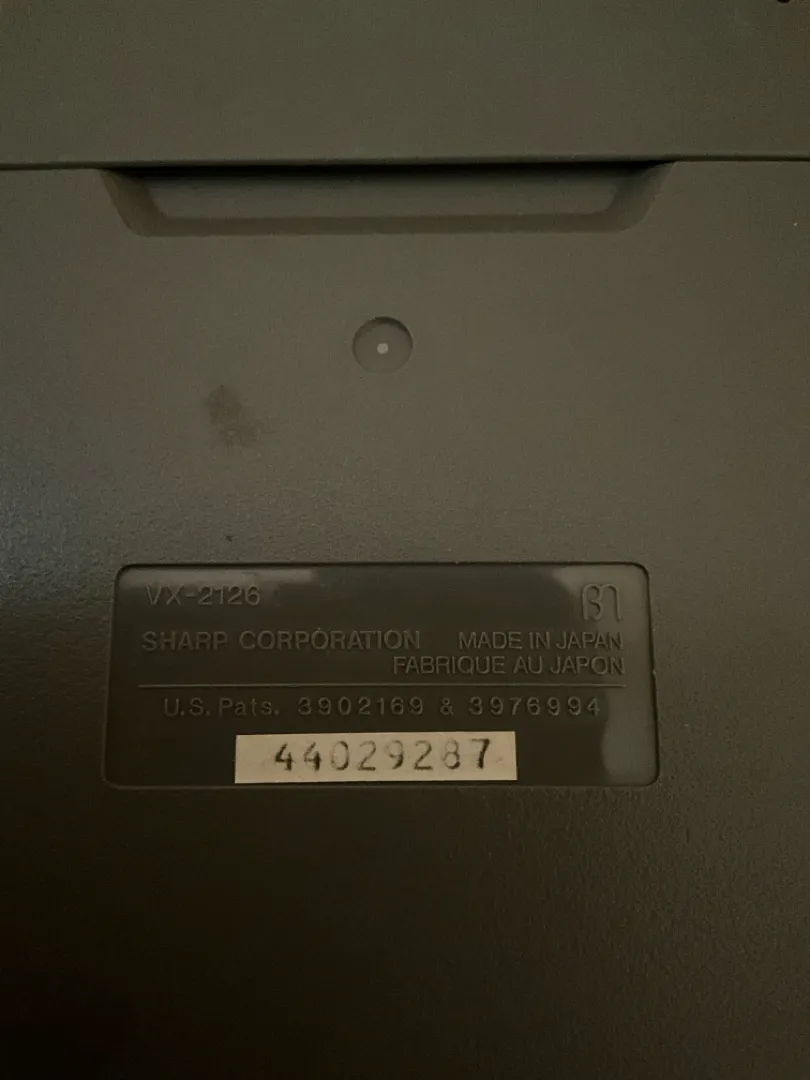 VX-2126
SHARP CORPORATION MADE IN JAPAN
FABRIQUE AU JAPON
U.S. Pats. 3902169 & 3976994
44029287